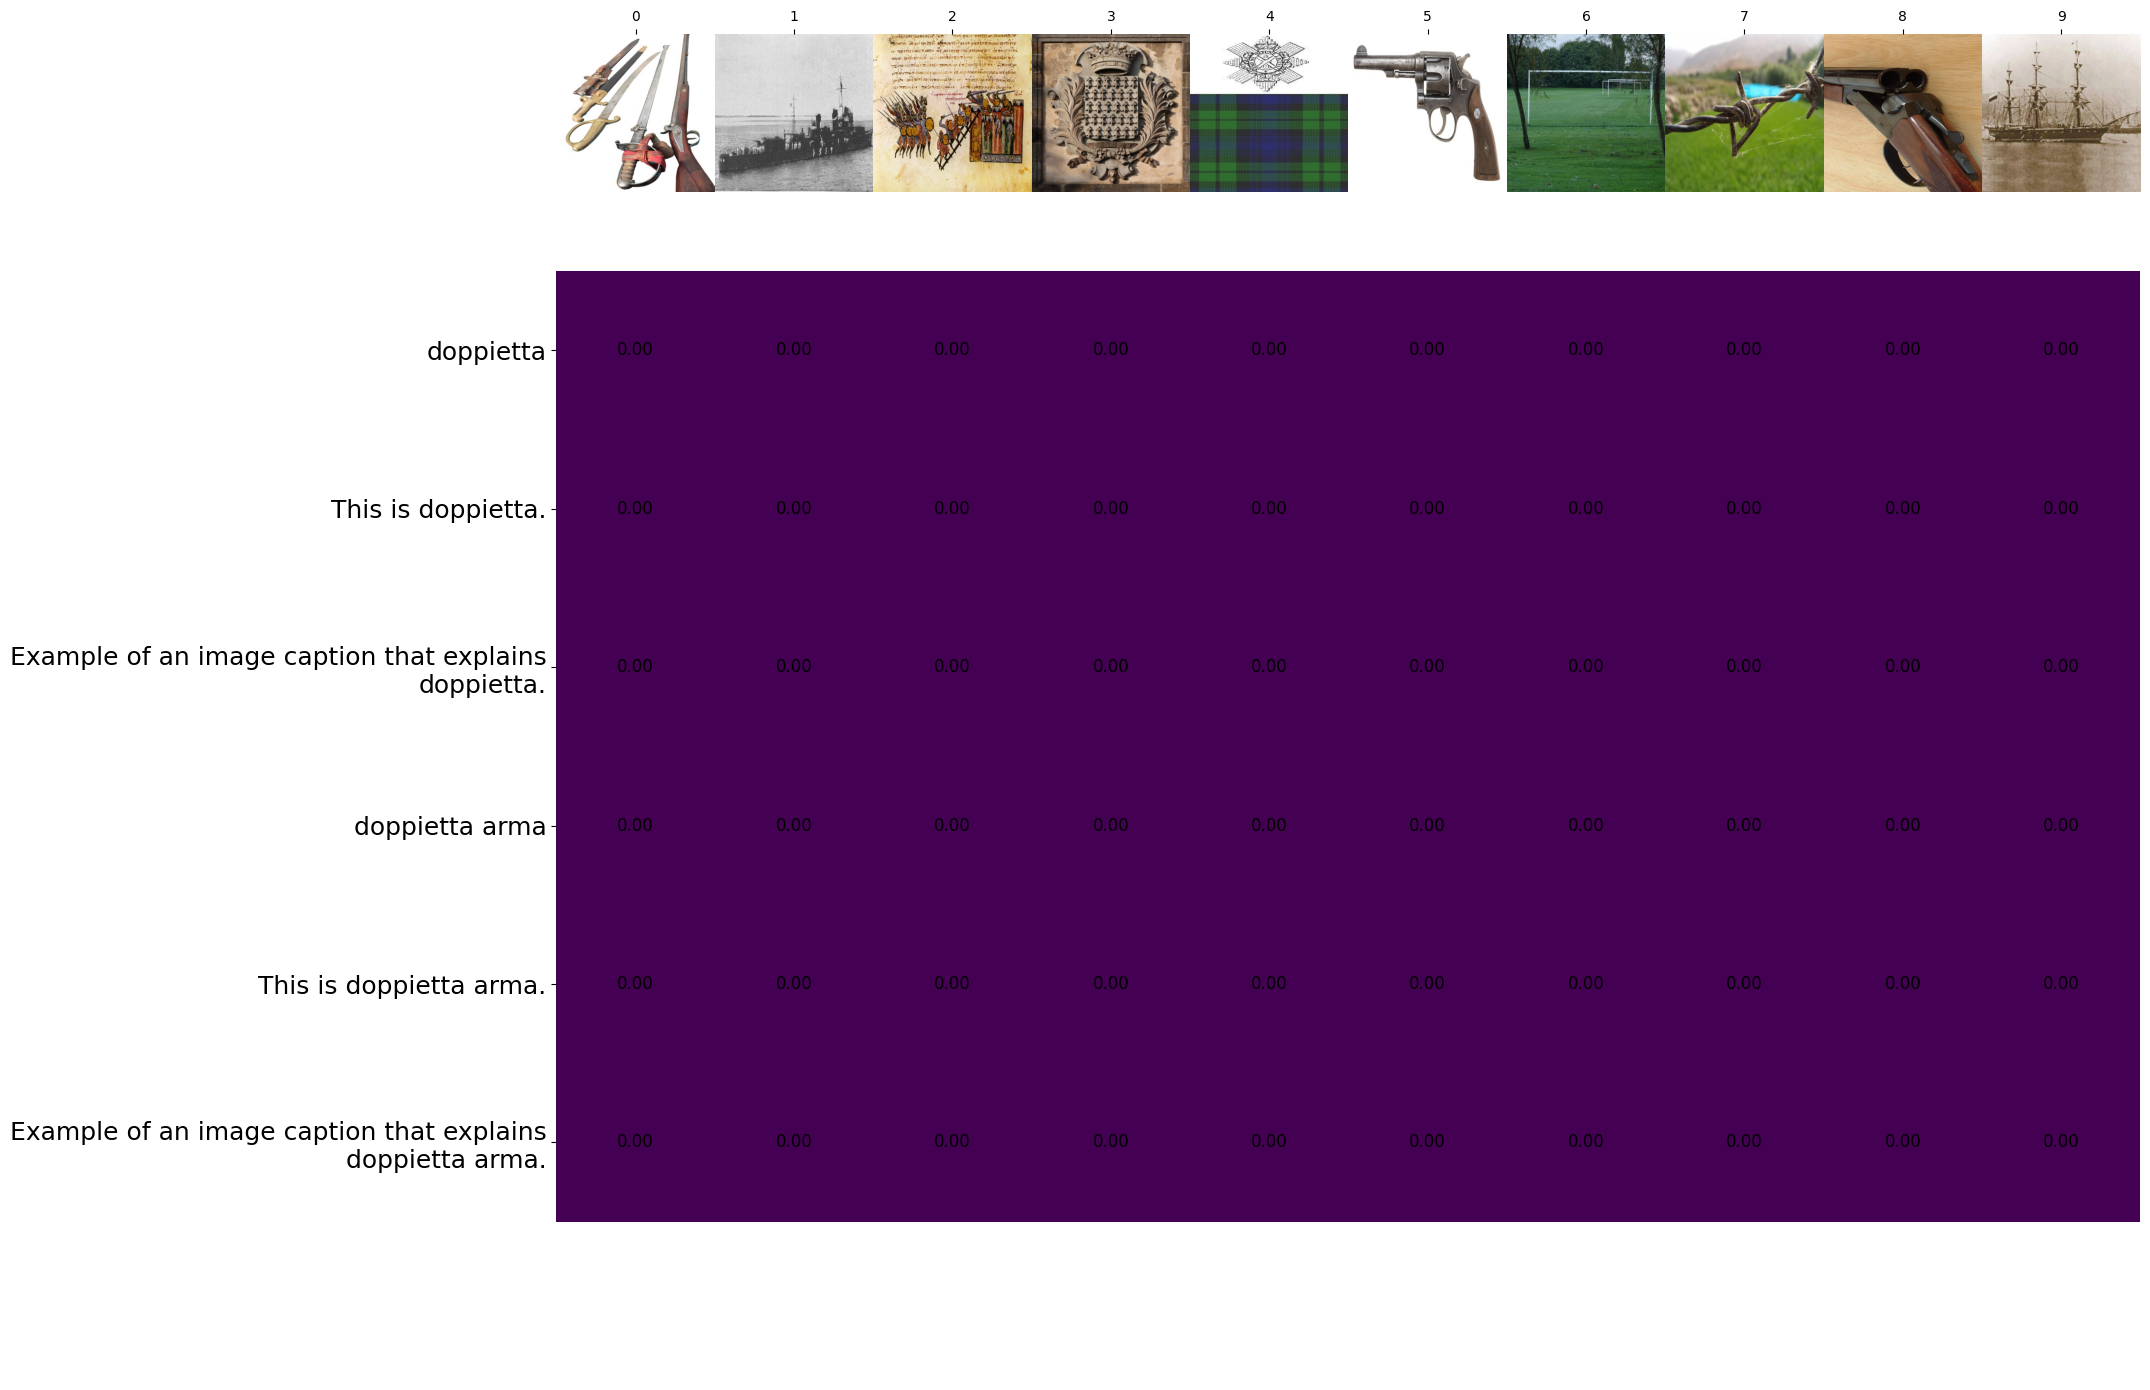 0 1 2 3 4 5 6 7 8 9
doppietta 0.00 0.00 0.00 0.00 0.00 0.00 0.00 0.00 0.00 0.00
This is doppietta. 0.00 0.00 0.00 0.00 0.00 0.00 0.00 0.00 0.00 0.00
Example of an image caption that explains
doppietta. 0.00 0.00 0.00 0.00 0.00 0.00 0.00 0.00 0.00 0.00
doppietta arma 0.00 0.00 0.00 0.00 0.00 0.00 0.00 0.00 0.00 0.00
This is doppietta arma. 0.00 0.00 0.00 0.00 0.00 0.00 0.00 0.00 0.00 0.00
Example of an image caption that explains
doppietta arma. 0.00 0.00 0.00 0.00 0.00 0.00 0.00 0.00 0.00 0.00